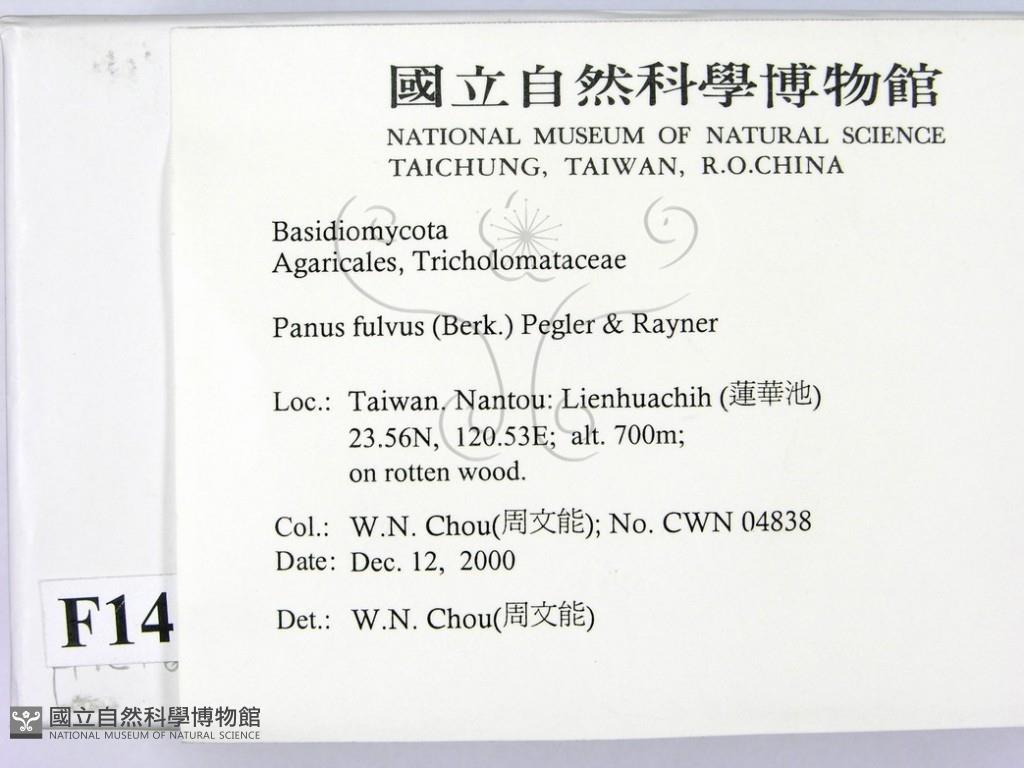 國立自然科學博物館
NATIONAL MUSEUM OF NATURAL SCIENCE
TAICHUNG, TAIWAN, R.O.CHINA
Basidiomycota
Agaricales, Tricholomataceae
Panus fulvus (Berk.) Pegler & Rayner
Loc.: Taiwan. Nantou: Lienhuachih (蓮華池)
23.56N, 120.53E; alt. 700m;
on rotten wood.
Col.: W.N. Chou(周文能); No. CWN 04838
Date: Dec. 12, 2000
Det.: W.N. Chou(周文能)
F14
國立自然科學博物館
NATIONAL MUSEUM OF NATURAL SCIENCE